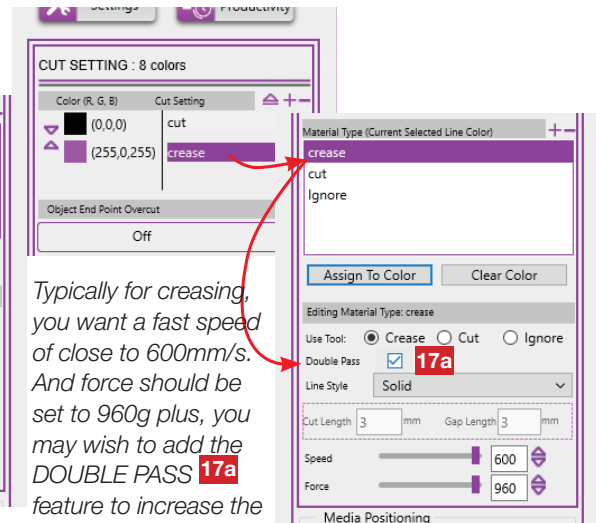 Settings
Productivity
CUT SETTING : 8 colors
Color (R, G, B) Cut Setting
(0,0,0) cut
(255,0,255) crease
Object End Point Overcut
Off
Typically for creasing,
you want a fast speed
of close to 600mm/s.
And force should be
set to 960g plus, you
may wish to add the
DOUBLE PASS 17a
feature to increase the
Material Type (Current Selected Line Color)
crease
cut
Ignore
Assign To Color Clear Color
Editing Material Type: crease
Use Tool: Crease Cut Ignore
Double Pass 17a
Line Style Solid
Cut Length 3 mm Gap Length 3 mm
Speed 600
Force 960
Media Positioning